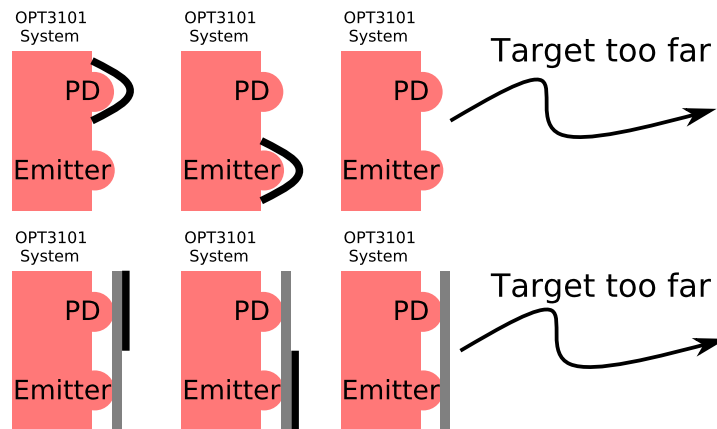 OPT3101
System
OPT3101
System
OPT3101
System
Target too far
PD
PD
PD
Emitter
Emitter
Emitter
OPT3101
System
OPT3101
System
OPT3101
System
Target too far
PD
PD
PD
Emitter
Emitter
Emitter